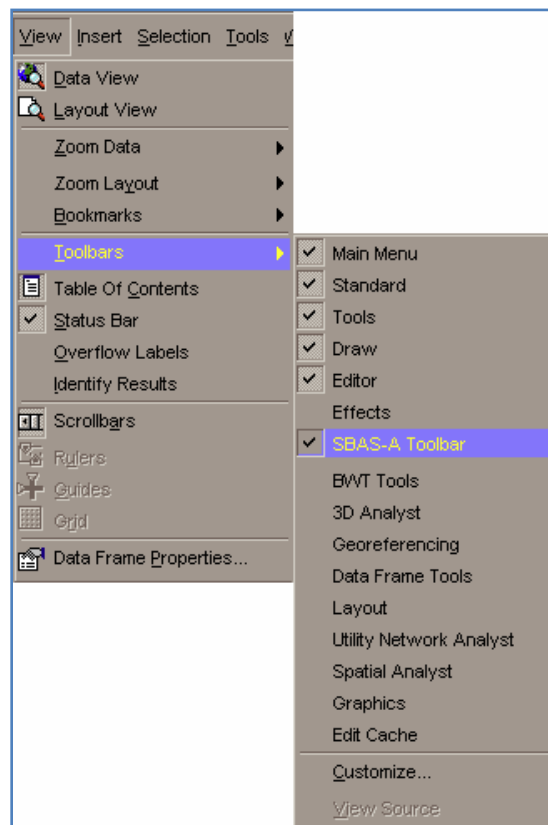 View Insert Selection Tools
Data View
Layout View
Zoom Data
Zoom Layout
Bookmarks
Toolbars
Table Of Contents
Status Bar
Overflow Labels
Identify Results
Scrollbars
Rulers
Guides
Grid
Data Frame Properties...
Main Menu
Standard
Tools
Draw
Editor
Effects
SBAS-A Toolbar
BWT Tools
3D Analyst
Georeferencing
Data Frame Tools
Layout
Utility Network Analyst
Spatial Analyst
Graphics
Edit Cache
Customize...
View Source